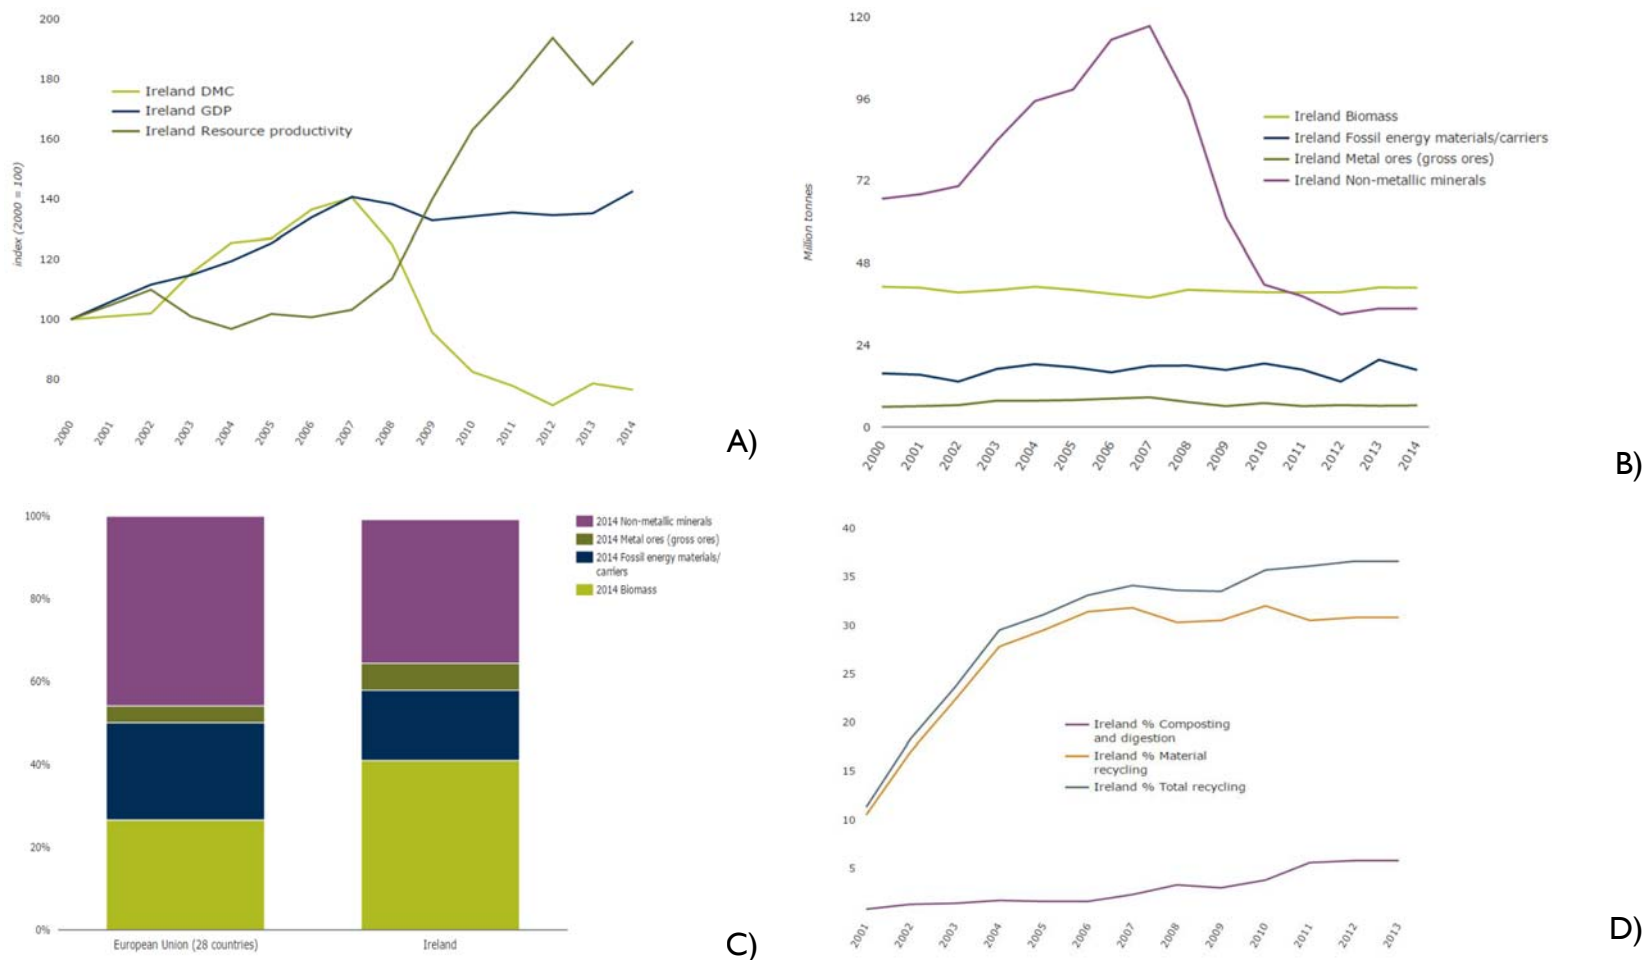 200
180
160
140
120
100
80
index (2000 = 100)
Ireland DMC
Ireland GDP
Ireland Resource productivity
2000
2001
2002
2003
2004
2005
2006
2007
2008
2009
2010
2011
2012
2013
2014
A)
120
96
72
48
24
0
Million tonnes
Ireland Biomass
Ireland Fossil energy materials/carriers
Ireland Metal ores (gross ores)
Ireland Non-metallic minerals
2000
2001
2002
2003
2004
2005
2006
2007
2008
2009
2010
2011
2012
2013
2014
B)
100%
80%
60%
40%
20%
0%
2014 Non-metallic minerals
2014 Metal ores (gross ores)
2014 Fossil energy materials/
carriers
2014 Biomass
European Union (28 countries)
Ireland
C)
40
35
30
25
20
15
10
5
Ireland % Composting
and digestion
Ireland % Material
recycling
Ireland % Total recycling
2001
2002
2003
2004
2005
2006
2007
2008
2009
2010
2011
2012
2013
D)